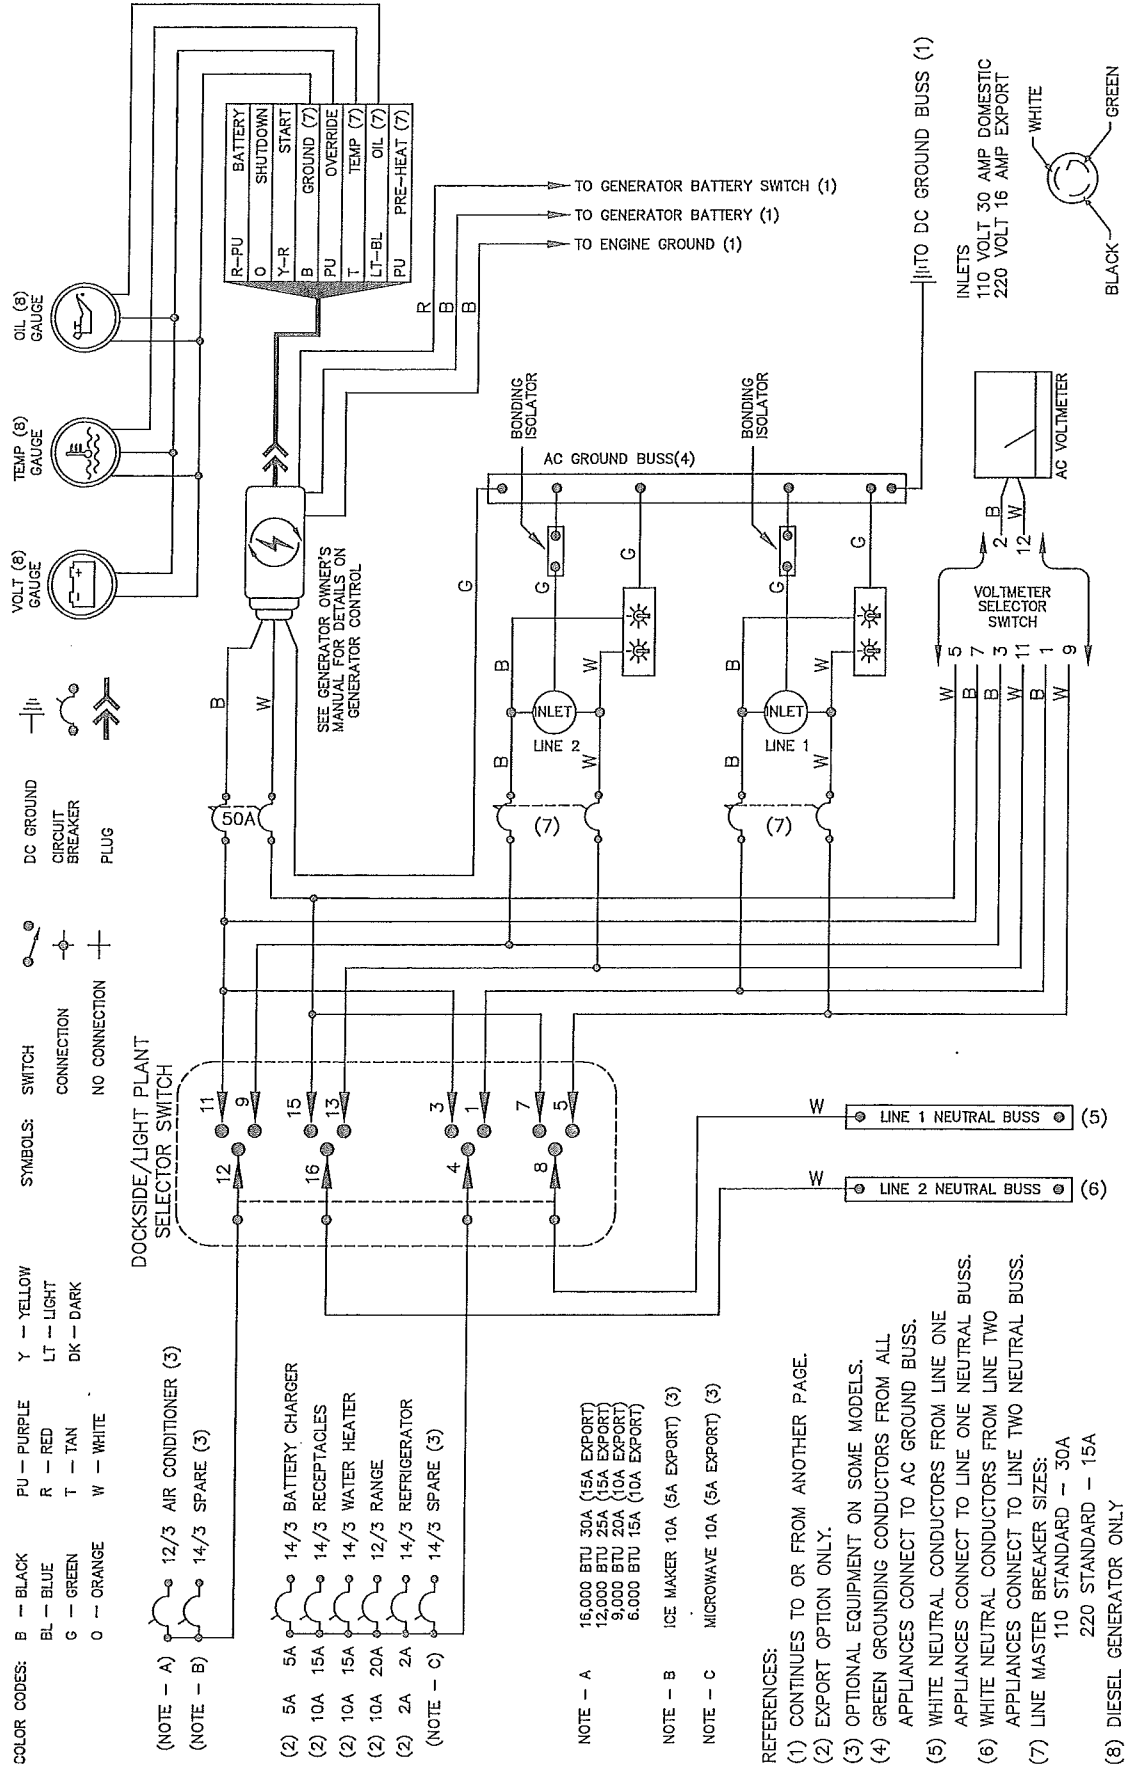 COLOR CODES:
B – BLACK
BL – BLUE
G – GREEN
O – ORANGE
PU – PURPLE
R – RED
T – TAN
W – WHITE
Y – YELLOW
LT – LIGHT
DK – DARK
SYMBOLS:
SWITCH
CONNECTION
NO CONNECTION
DC GROUND
CIRCUIT
BREAKER
PLUG
VOLT (8)
GAUGE
TEMP (8)
GAUGE
OIL (8)
GAUGE
(NOTE – A)
12/3 AIR CONDITIONER (3)
(NOTE – B)
14/3 SPARE (3)
(2) 5A 5A 14/3 BATTERY CHARGER
(2) 10A 15A 14/3 RECEPTACLES
(2) 10A 15A 14/3 WATER HEATER
(2) 10A 20A 12/3 RANGE
(2) 2A 2A 14/3 REFRIGERATOR
(NOTE – C) 14/3 SPARE (3)
DOCKSIDE/LIGHT PLANT
SELECTOR SWITCH
11
9
12
15
13
16
3
1
4
7
5
8
50A
B
W
SEE GENERATOR OWNER'S
MANUAL FOR DETAILS ON
GENERATOR CONTROL
R–PU BATTERY
O SHUTDOWN
Y–R START
B GROUND (7)
PU OVERRIDE
T TEMP (7)
LT–BL OIL (7)
PU PRE–HEAT (7)
R
B
B
TO GENERATOR BATTERY SWITCH (1)
TO GENERATOR BATTERY (1)
TO ENGINE GROUND (1)
G
BONDING
ISOLATOR
AC GROUND BUSS(4)
B
W
B
W
G
G
INLET
LINE 2
(7)
BONDING
ISOLATOR
B
W
B
W
G
G
INLET
LINE 1
(7)
TO DC GROUND BUSS (1)
W 5
B 7
B 3
W 11
B 1
W 9
VOLTMETER
SELECTOR
SWITCH
2 B
12 W
AC VOLTMETER
INLETS
110 VOLT 30 AMP DOMESTIC
220 VOLT 16 AMP EXPORT
WHITE
BLACK
GREEN
W
LINE 1 NEUTRAL BUSS
(5)
W
LINE 2 NEUTRAL BUSS
(6)
NOTE – A
16,000 BTU 30A (15A EXPORT)
12,000 BTU 25A (15A EXPORT)
9,000 BTU 20A (10A EXPORT)
6.000 BTU 15A (10A EXPORT)
NOTE – B ICE MAKER 10A (5A EXPORT) (3)
NOTE – C MICROWAVE 10A (5A EXPORT) (3)
REFERENCES:
(1) CONTINUES TO OR FROM ANOTHER PAGE.
(2) EXPORT OPTION ONLY.
(3) OPTIONAL EQUIPMENT ON SOME MODELS.
(4) GREEN GROUNDING CONDUCTORS FROM ALL
APPLIANCES CONNECT TO AC GROUND BUSS.
(5) WHITE NEUTRAL CONDUCTORS FROM LINE ONE
APPLIANCES CONNECT TO LINE ONE NEUTRAL BUSS.
(6) WHITE NEUTRAL CONDUCTORS FROM LINE TWO
APPLIANCES CONNECT TO LINE TWO NEUTRAL BUSS.
(7) LINE MASTER BREAKER SIZES:
110 STANDARD – 30A
220 STANDARD – 15A
(8) DIESEL GENERATOR ONLY